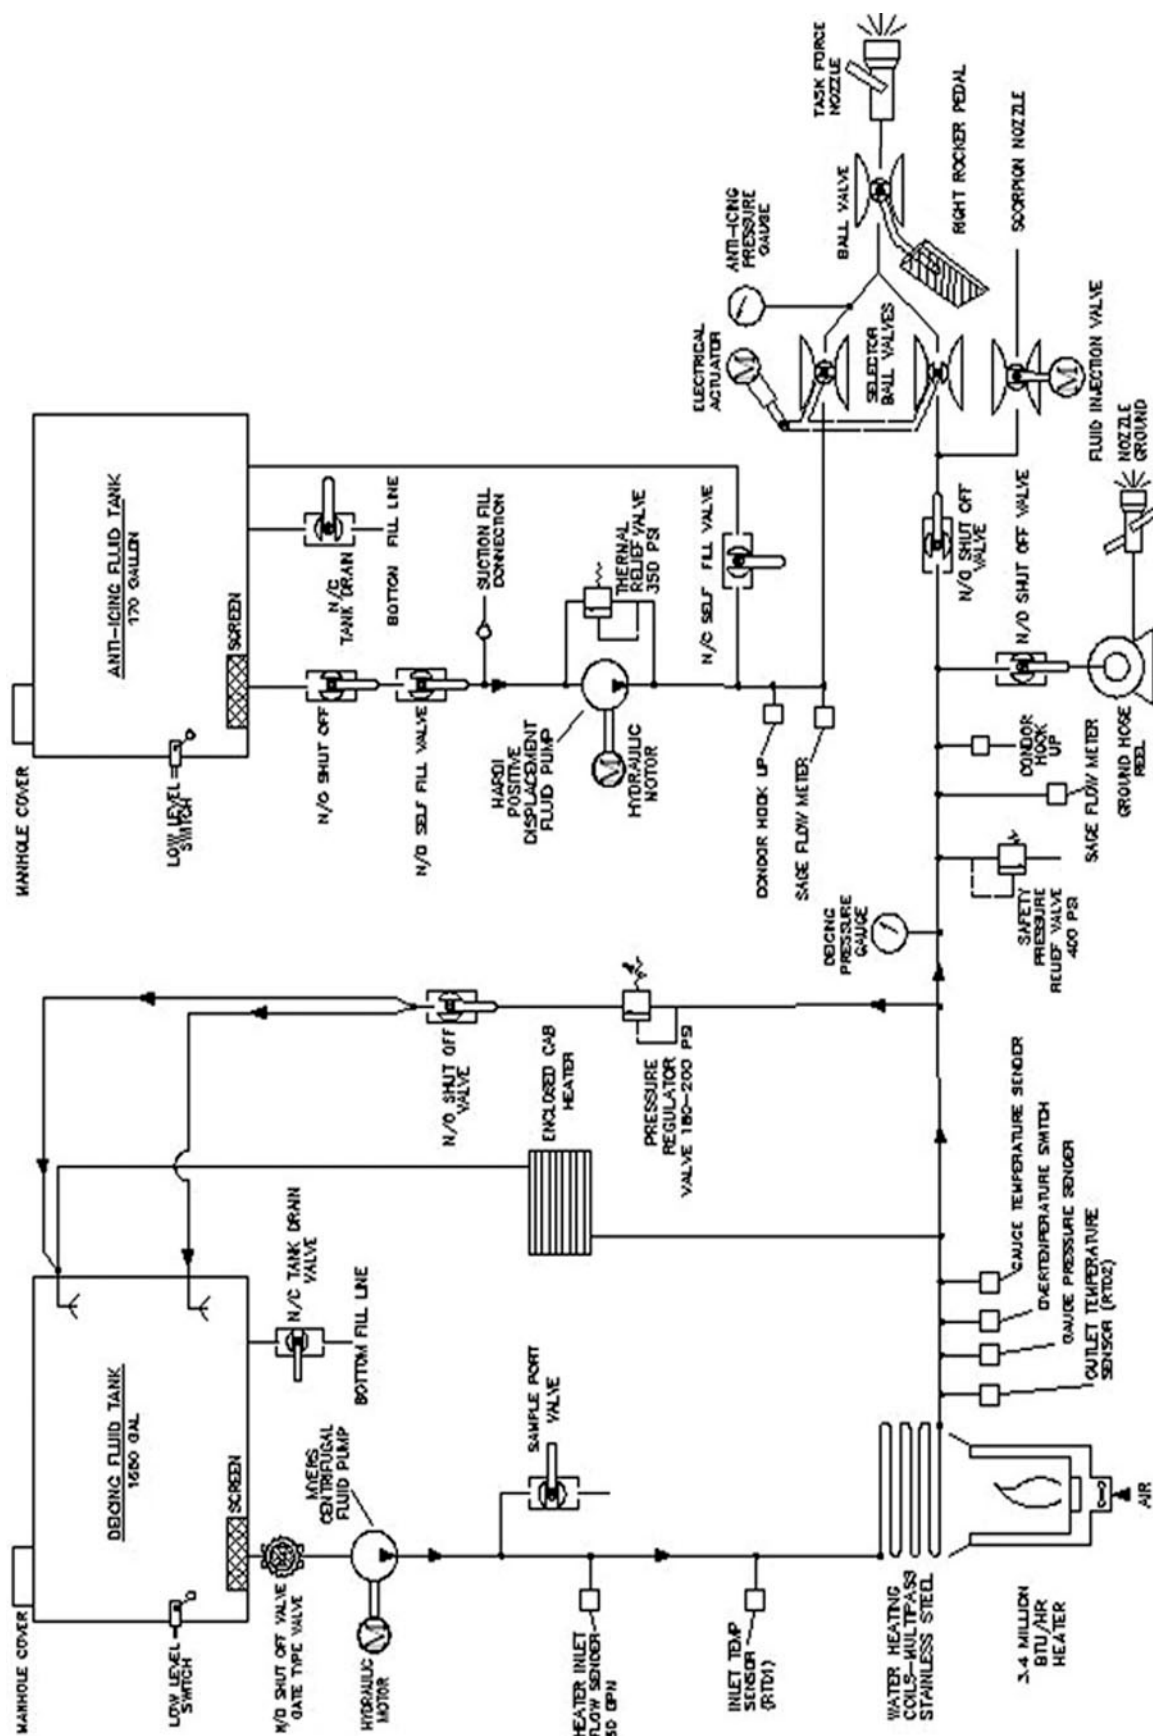 MANHOLE COVER
DEICING FLUID TANK
1650 GAL
LOW LEVEL
SWITCH
SCREEN
N/O SHUT OFF VALVE
GATE TYPE VALVE
N/C TANK DRAIN
VALVE
BOTTOM FILL LINE
HYDRAULIC
MOTOR
M
MYERS
CENTRIFUGAL
FLUID PUMP
SAMPLE PORT
VALVE
HEATER INLET
FLOW SENDER
INLET TEMP
SENSOR
(RTD1)
WATER HEATING
COILS-MULTIPASS
STAINLESS STEEL
3.4 MILLION
BTU/HR
HEATER
AIR
OUTLET TEMPERATURE
SENSOR (RTD2)
GAUGE PRESSURE SENDER
OVERTEMPERATURE SWITCH
GAUGE TEMPERATURE SENDER
ENCLOSED CAB
HEATER
N/O SHUT OFF
VALVE
PRESSURE
REGULATOR
VALVE 180-200 PSI
MANHOLE COVER
ANTI-ICING FLUID TANK
170 GALLON
LOW LEVEL
SWITCH
SCREEN
N/O SHUT OFF
N/C
TANK DRAIN
BOTTOM FILL LINE
N/O SELF FILL VALVE
SUCTION FILL
CONNECTION
HARDI
POSITIVE
DISPLACEMENT
FLUID PUMP
M
HYDRAULIC
MOTOR
THERMAL
RELIEF VALVE
350 PSI
N/C SELF FILL VALVE
CONDOR HOOK UP
SAGE FLOW METER
DEICING
PRESSURE
GAUGE
SAFETY
PRESSURE
RELIEF VALVE
400 PSI
SAGE FLOW METER
CONDOR
HOOK
UP
GROUND HOSE
REEL
N/O SHUT OFF VALVE
N/O SHUT OFF
VALVE
NOZZLE
GROUND
FLUID INJECTION VALVE
M
SCORPION NOZZLE
ELECTRICAL
ACTUATOR
M
SELECTOR
BALL VALVES
ANTI-ICING
PRESSURE
GAUGE
BALL VALVE
RIGHT ROCKER PEDAL
TASK FORCE
NOZZLE